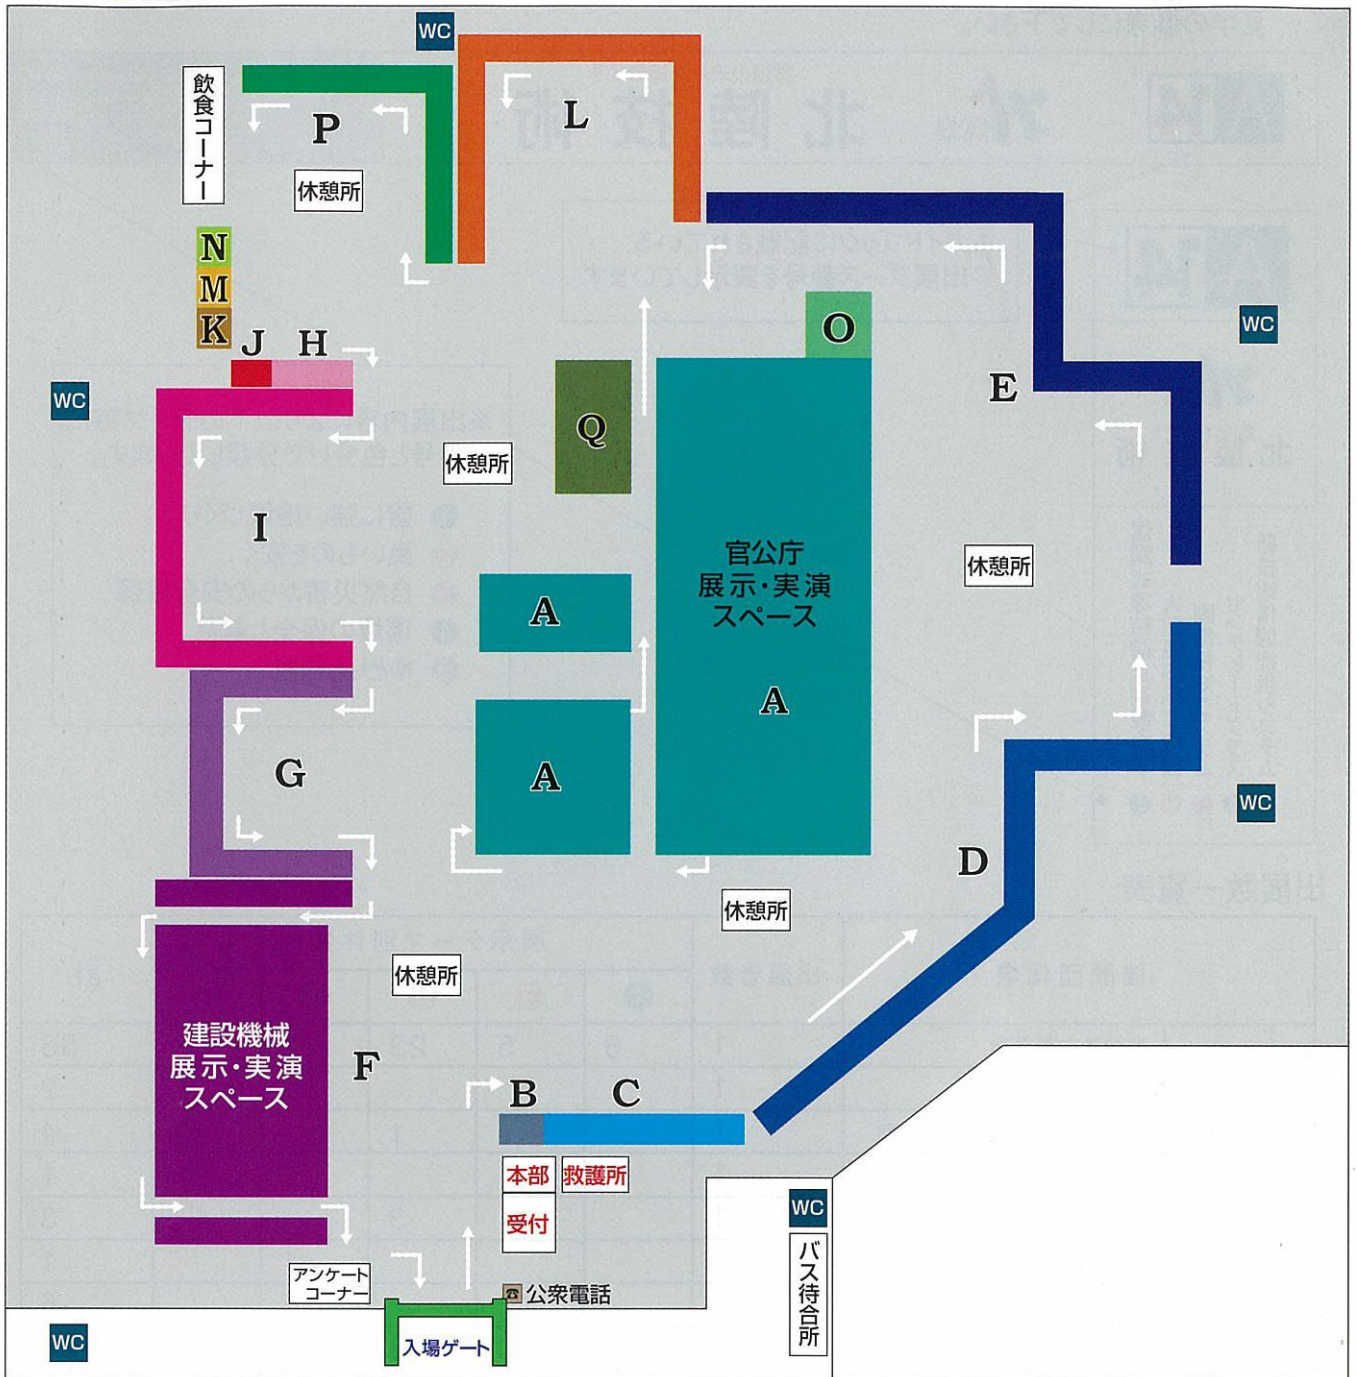 WC
飲食コーナー
P
L
休憩所
N
M
K
J
H
O
WC
WC
E
Q
休憩所
I
官公庁
展示・実演
スペース
休憩所
A
A
G
A
WC
D
休憩所
休憩所
建設機械
展示・実演
スペース
F
B
C
本部
救護所
受付
WC
バス待合所
アンケート
コーナー
公衆電話
WC
入場ゲート